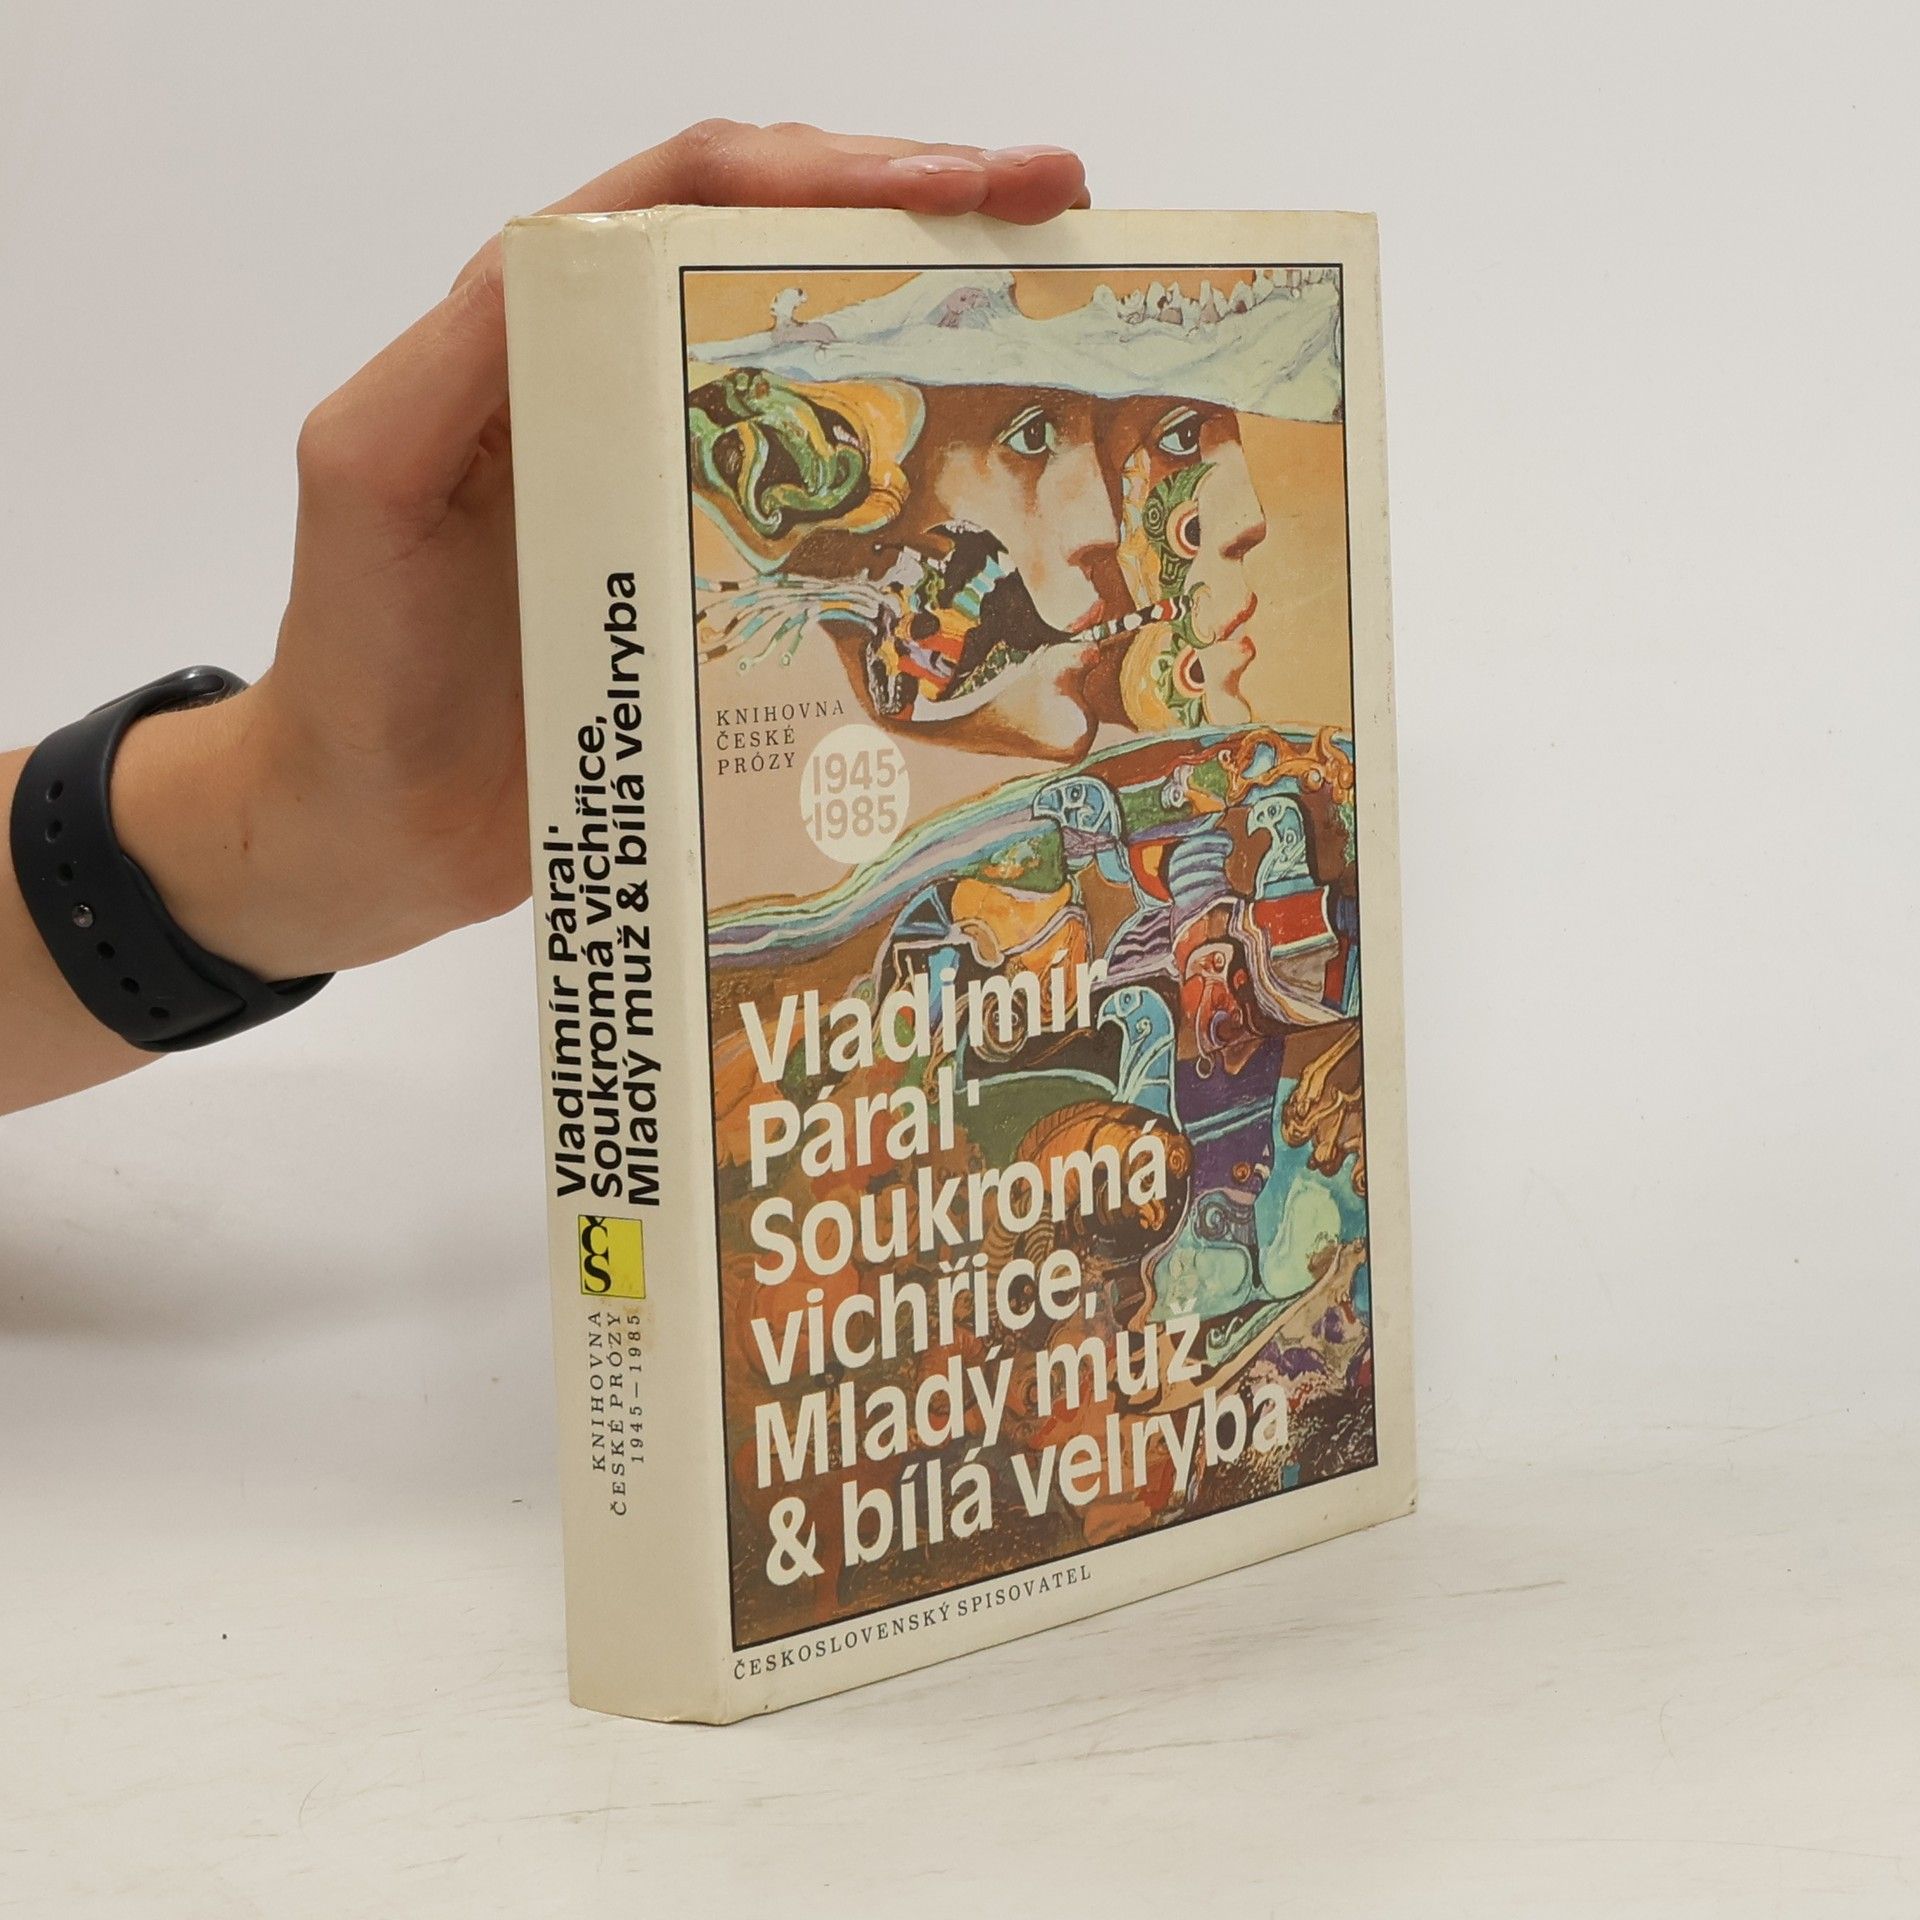 Vladimír Páral·
Soukromá vichřice,
Mladý muž & bílá velryba
ČS
KNIHOVNA
ČESKÉ PRÓZY
1945 – 1985
KNIHOVNA
ČESKÉ
PRÓZY
1945-
-1985
Vladimír
Páral·
Soukromá
vichřice,
Mladý muž
& bílá velryba
ČESKOSLOVENSKÝ SPISOVATEL